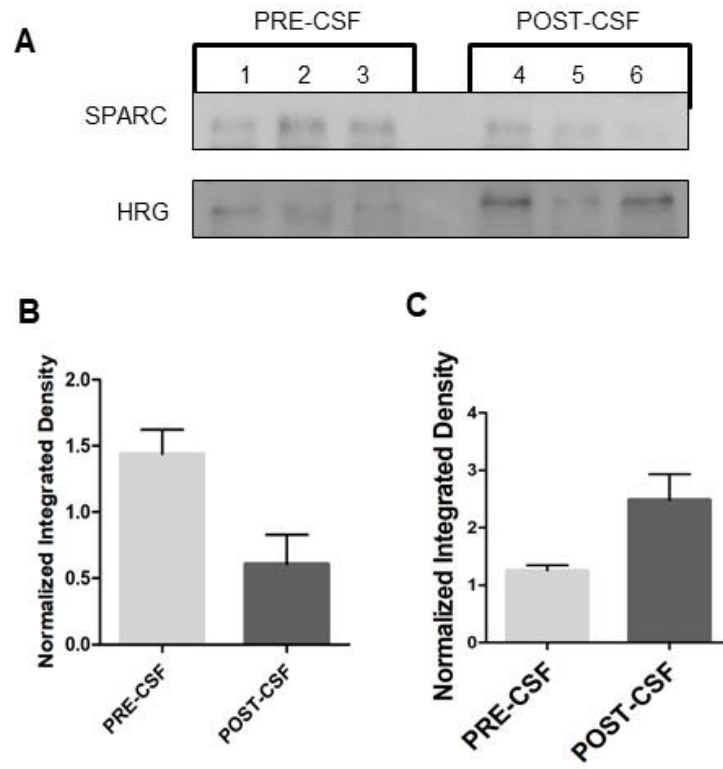 A
PRE-CSF POST-CSF
1 2 3 4 5 6
SPARC
HRG
B
Normalized Integrated Density
2.0
1.5
1.0
0.5
0.0
PRE-CSF
POST-CSF
C
Normalized Integrated Density
4
3
2
1
0
PRE-CSF
POST-CSF